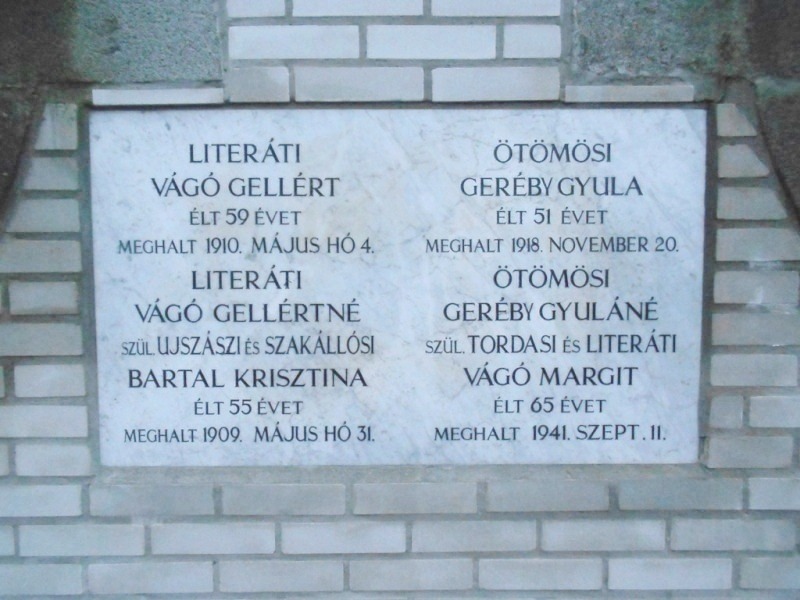 LITERÁTI
VÁGÓ GELLÉRT
ÉLT 59 ÉVET
MEGHALT 1910. MÁJUS HÓ 4.
LITERÁTI
VÁGÓ GELLÉRTNÉ
SZÜL. UJSZÁSZI ÉS SZAKÁLLÓSI
BARTAL KRISZTINA
ÉLT 55 ÉVET
MEGHALT 1909. MÁJUS HÓ 31.
ÖTÖMÖSI
GERÉBY GYULA
ÉLT 51 ÉVET
MEGHALT 1918. NOVEMBER 20.
ÖTÖMÖSI
GERÉBY GYULÁNÉ
SZÜL. TORDASI ÉS LITERÁTI
VÁGÓ MARGIT
ÉLT 65 ÉVET
MEGHALT 1941. SZEPT. 11.